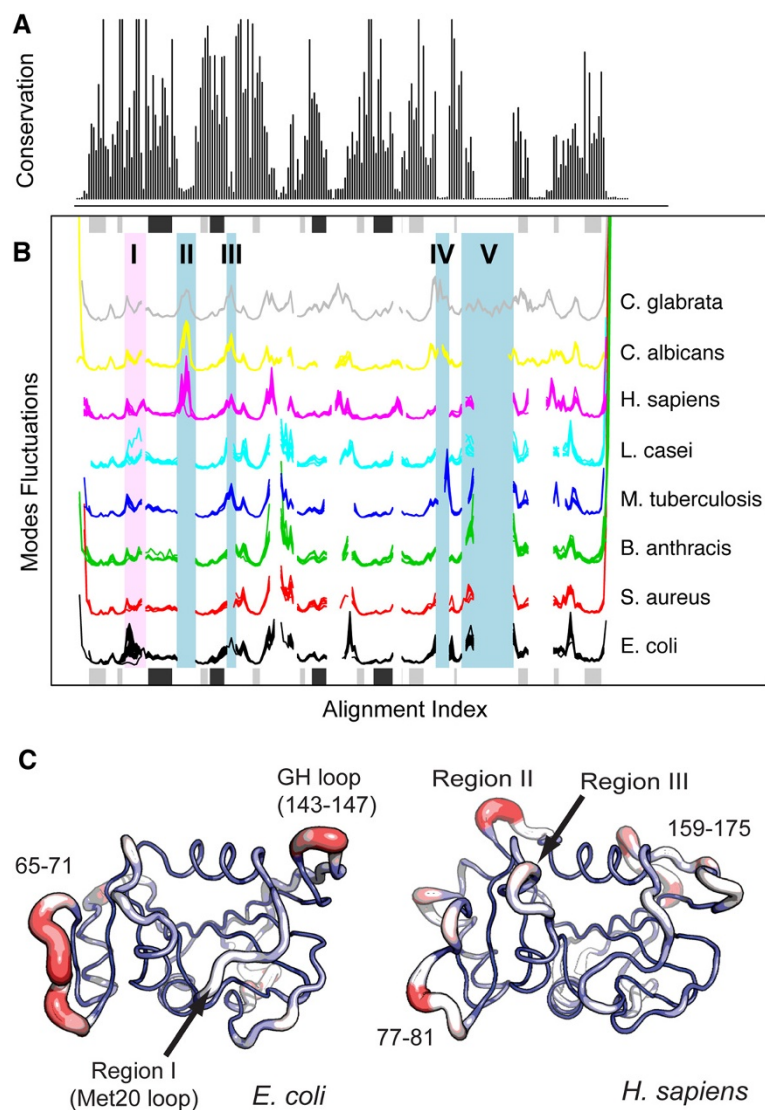 A
Conservation
B
I II III IV V
Modes Fluctuations
C. glabrata
C. albicans
H. sapiens
L. casei
M. tuberculosis
B. anthracis
S. aureus
E. coli
Alignment Index
C
GH loop
(143-147)
65-71
Region I
(Met20 loop)
E. coli
Region II
Region III
159-175
77-81
H. sapiens